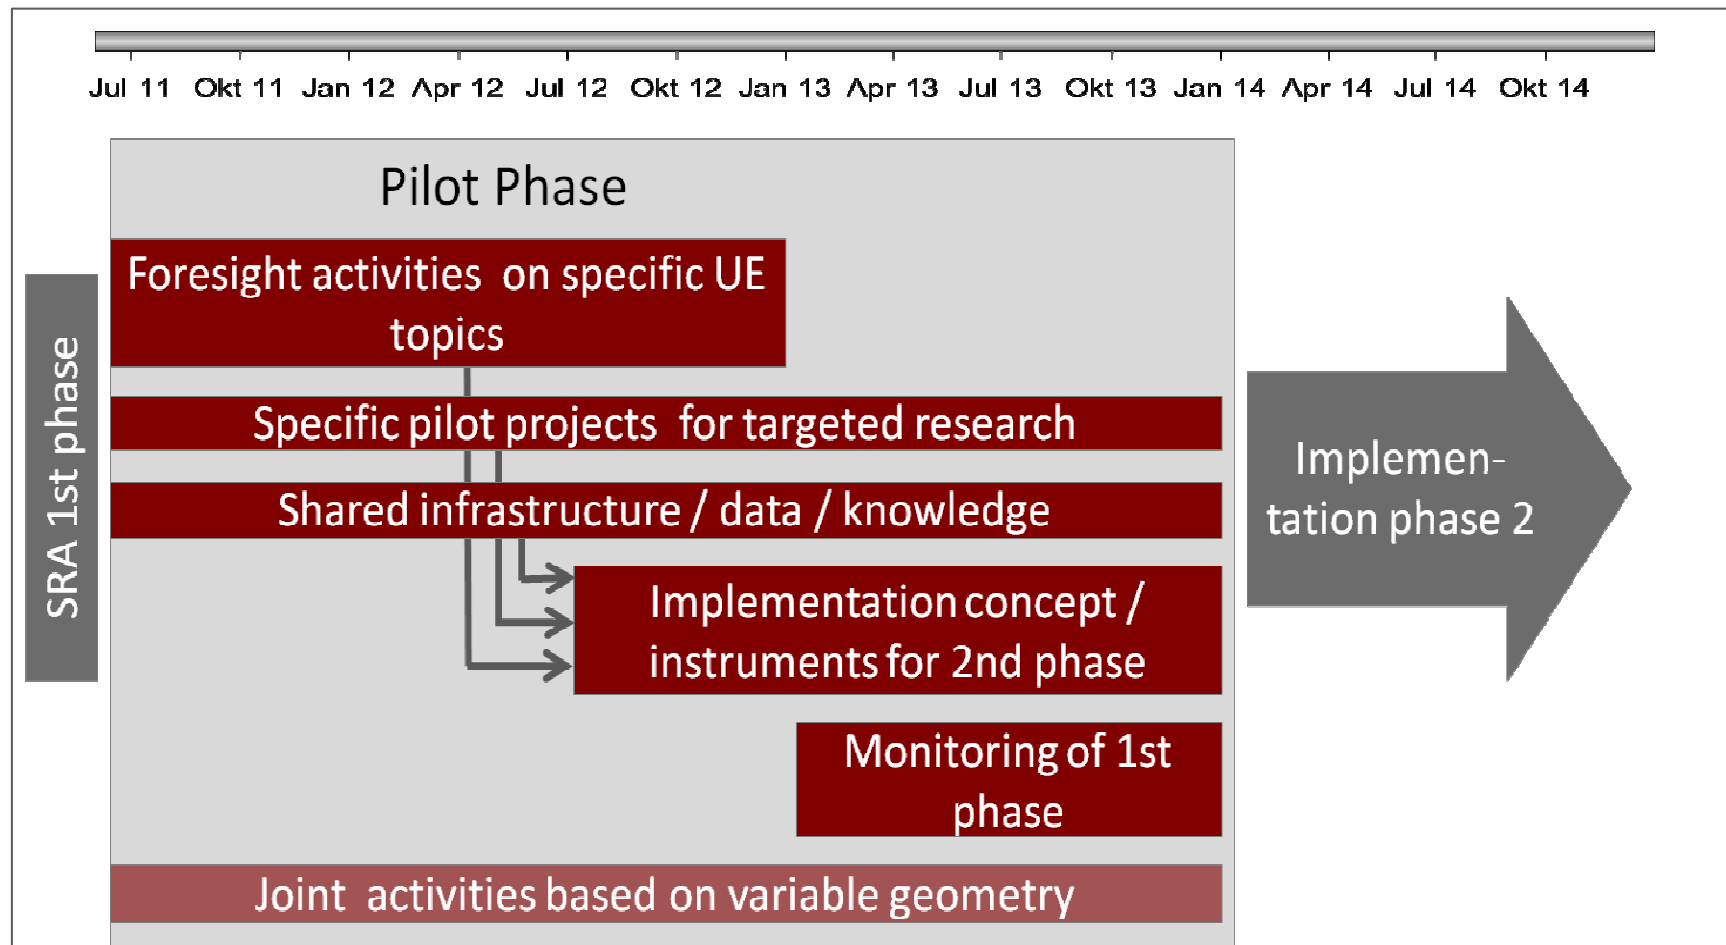 Jul 11 Okt 11 Jan 12 Apr 12 Jul 12 Okt 12 Jan 13 Apr 13 Jul 13 Okt 13 Jan 14 Apr 14 Jul 14 Okt 14
Pilot Phase
SRA 1st phase
Foresight activities on specific UE
topics
Specific pilot projects for targeted research
Shared infrastructure / data / knowledge
Implementation concept /
instruments for 2nd phase
Monitoring of 1st
phase
Joint activities based on variable geometry
Implemen-
tation phase 2